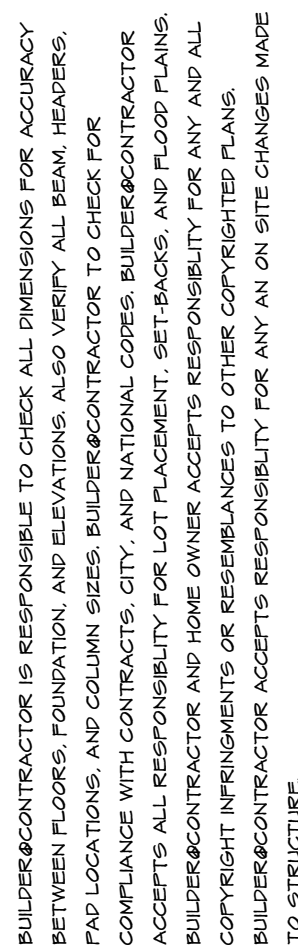 BUILDER@CONTRACTOR IS RESPONSIBLE TO CHECK ALL DIMENSIONS FOR ACCURACY
BETWEEN FLOORS, FOUNDATION, AND ELEVATIONS. ALSO VERIFY ALL BEAM, HEADERS,
PAD LOCATIONS, AND COLUMN SIZES. BUILDER@CONTRACTOR TO CHECK FOR
COMPLIANCE WITH CONTRACTS, CITY, AND NATIONAL CODES. BUILDER@CONTRACTOR
ACCEPTS ALL RESPONSIBLITY FOR LOT PLACEMENT, SET-BACKS, AND FLOOD PLAINS.
BUILDER@CONTRACTOR AND HOME OWNER ACCEPTS RESPONSIBLITY FOR ANY AND ALL
COPYRIGHT INFRINGMENTS OR RESEMBLANCES TO OTHER COPYRIGHTED PLANS.
BUILDER@CONTRACTOR ACCEPTS RESPONSIBLITY FOR ANY AN ON SITE CHANGES MADE
TO STRUCTURE.